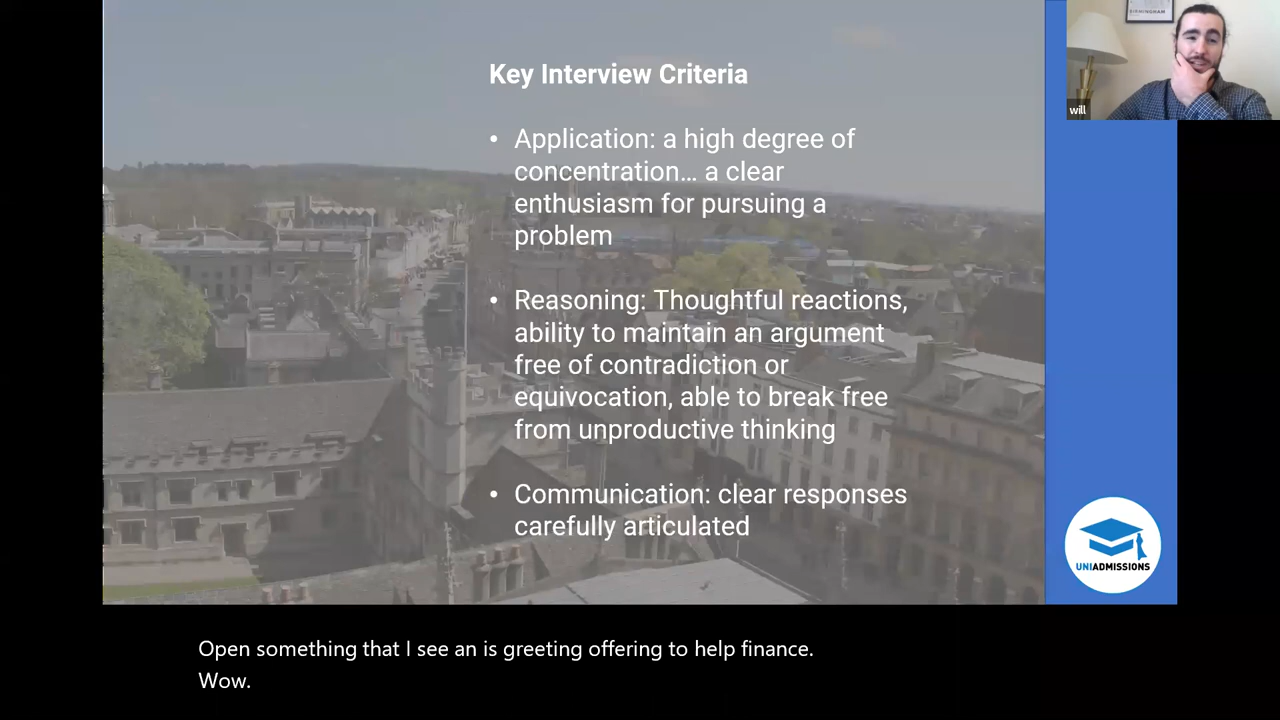 BIRMINGHAM
will
Key Interview Criteria
• Application: a high degree of
concentration... a clear
enthusiasm for pursuing a
problem
• Reasoning: Thoughtful reactions,
ability to maintain an argument
free of contradiction or
equivocation, able to break free
from unproductive thinking
• Communication: clear responses
carefully articulated
UNIADMISSIONS
Open something that I see an is greeting offering to help finance.
Wow.